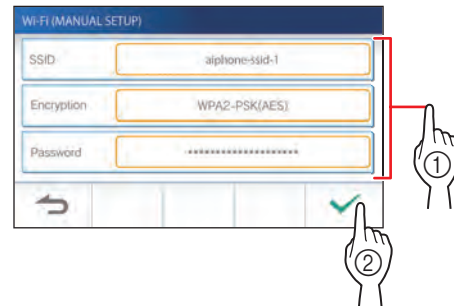 Wi-Fi (MANUAL SETUP)
SSID
aiphone-ssid-1
Encryption
WPA2-PSK(AES)
Password
********************
①
②